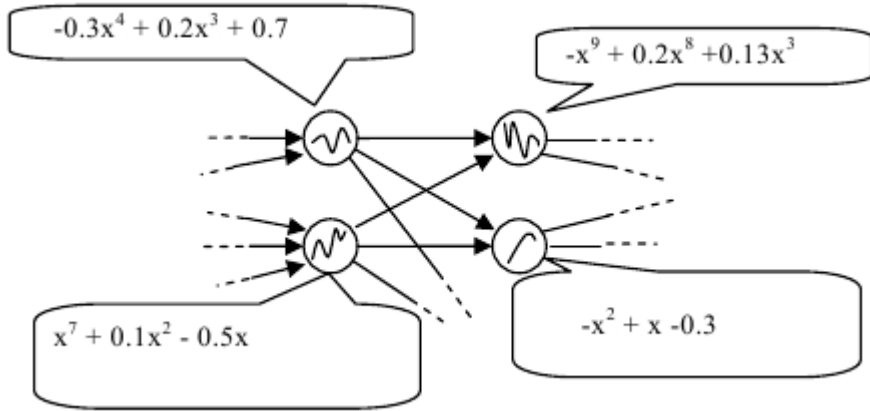 -0.3x⁴ + 0.2x³ + 0.7
-x⁹ + 0.2x⁸ +0.13x³
x⁷ + 0.1x² - 0.5x
-x² + x -0.3